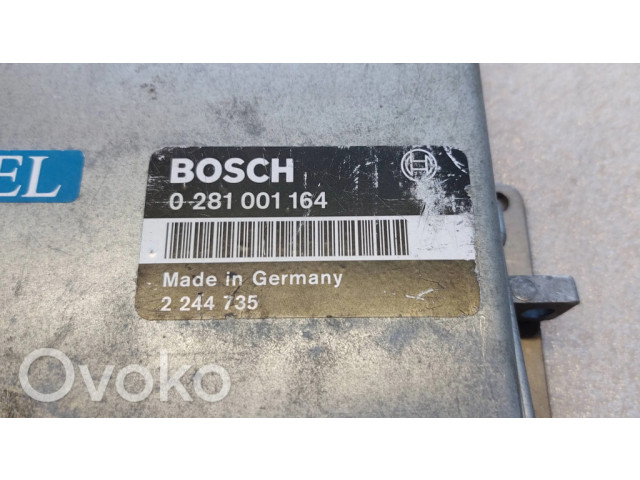 EL
BOSCH
0 281 001 164
Made in Germany
2 244 735
Ovoko